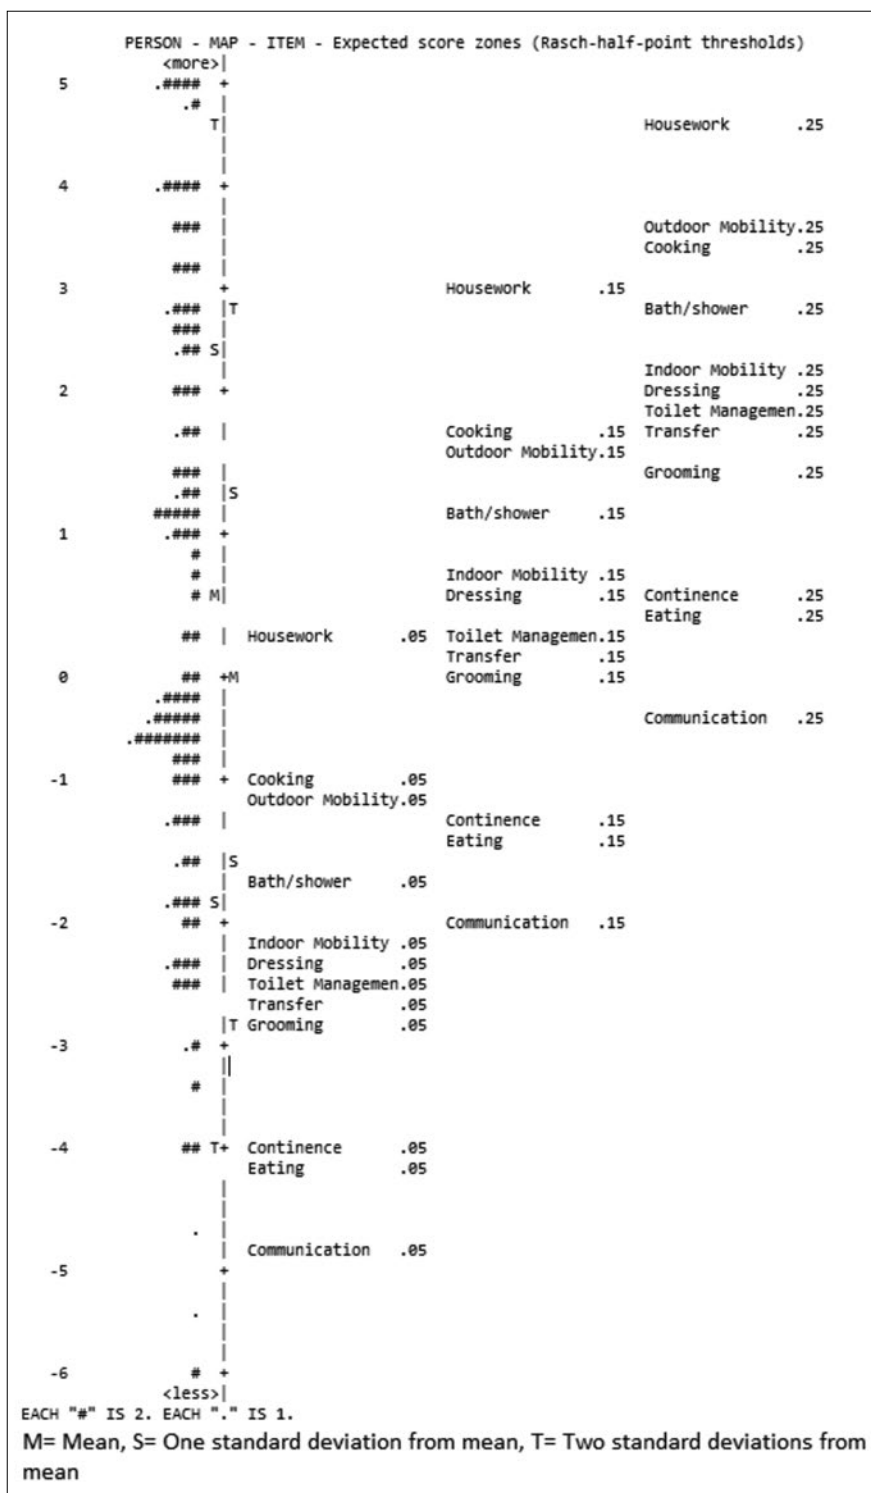 PERSON - MAP - ITEM - Expected score zones (Rasch-half-point thresholds)
<more>|
5 .#### +
.# |
T| Housework .25
|
|
4 .#### +
|
### | Outdoor Mobility.25
| Cooking .25
### |
3 + Housework .15
.### |T Bath/shower .25
### |
.## S|
| Indoor Mobility .25
2 ### + Dressing .25
Toilet Managemen.25
.## | Cooking .15 Transfer .25
Outdoor Mobility.15
### | Grooming .25
.## |S
##### | Bath/shower .15
1 .### +
# |
# | Indoor Mobility .15
# M| Dressing .15 Continence .25
Eating .25
## | Housework .05 Toilet Managemen.15
Transfer .15
0 ## +M Grooming .15
.#### |
.##### | Communication .25
.####### |
### |
-1 ### + Cooking .05
Outdoor Mobility.05
.### | Continence .15
Eating .15
.## |S
| Bath/shower .05
.### S|
-2 ## + Communication .15
| Indoor Mobility .05
.### | Dressing .05
### | Toilet Managemen.05
Transfer .05
|T Grooming .05
-3 .# +
||
# |
|
|
-4 ## T+ Continence .05
Eating .05
|
|
. |
| Communication .05
-5 +
|
. |
|
|
-6 # +
<less>|
EACH "#" IS 2. EACH "." IS 1.
M= Mean, S= One standard deviation from mean, T= Two standard deviations from
mean